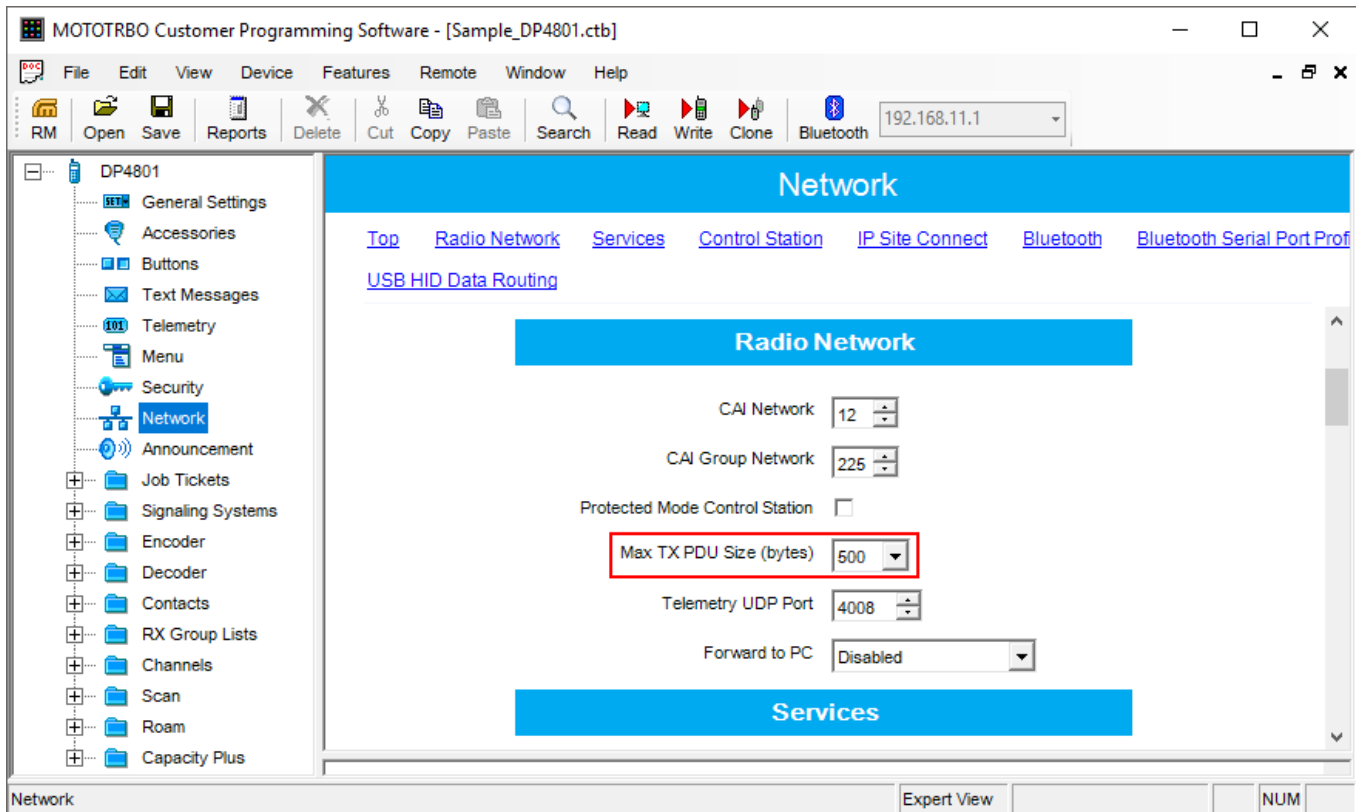 MOTOTRBO Customer Programming Software - [Sample_DP4801.ctb]
DOC File Edit View Device Features Remote Window Help
RM Open Save Reports Delete Cut Copy Paste Search Read Write Clone Bluetooth 192.168.11.1
DP4801
SET General Settings
Accessories
Buttons
Text Messages
101 Telemetry
Menu
Security
Network
Announcement
Job Tickets
Signaling Systems
Encoder
Decoder
Contacts
RX Group Lists
Channels
Scan
Roam
Capacity Plus
Network
Top Radio Network Services Control Station IP Site Connect Bluetooth Bluetooth Serial Port Profi
USB HID Data Routing
Radio Network
CAI Network 12
CAI Group Network 225
Protected Mode Control Station
Max TX PDU Size (bytes) 500
Telemetry UDP Port 4008
Forward to PC Disabled
Services
Network Expert View NUM